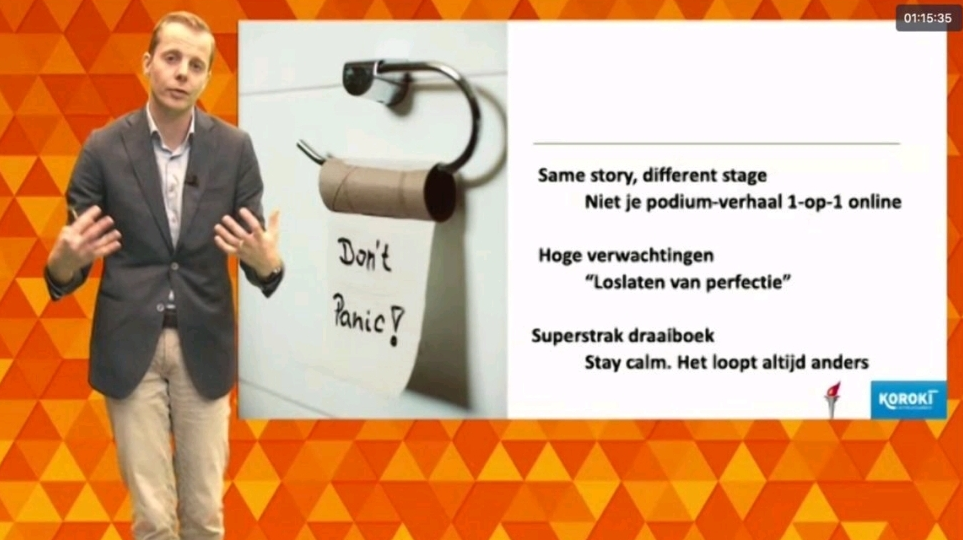 01:15:35
Don't
Panic!
Same story, different stage
Niet je podium-verhaal 1-op-1 online
Hoge verwachtingen
“Loslaten van perfectie”
Superstrak draaiboek
Stay calm. Het loopt altijd anders
KOROKI